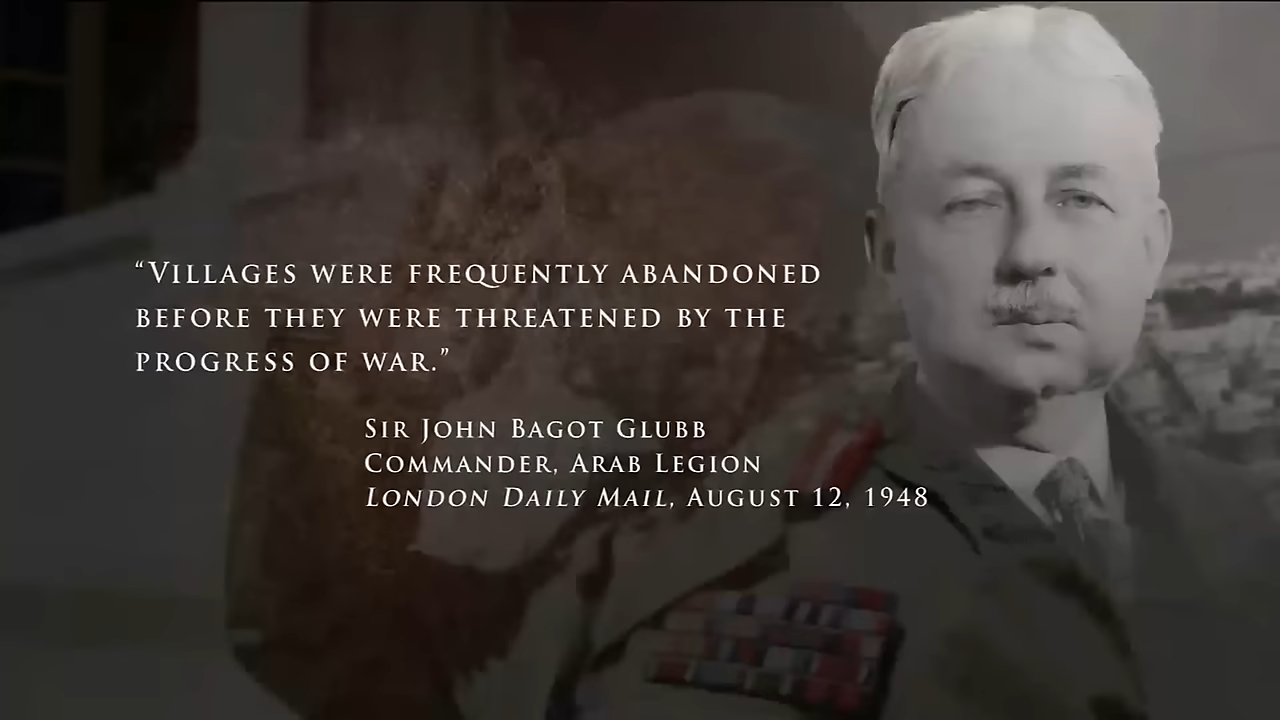 “Villages were frequently abandoned
before they were threatened by the
progress of war.”
Sir John Bagot Glubb
Commander, Arab Legion
London Daily Mail, August 12, 1948